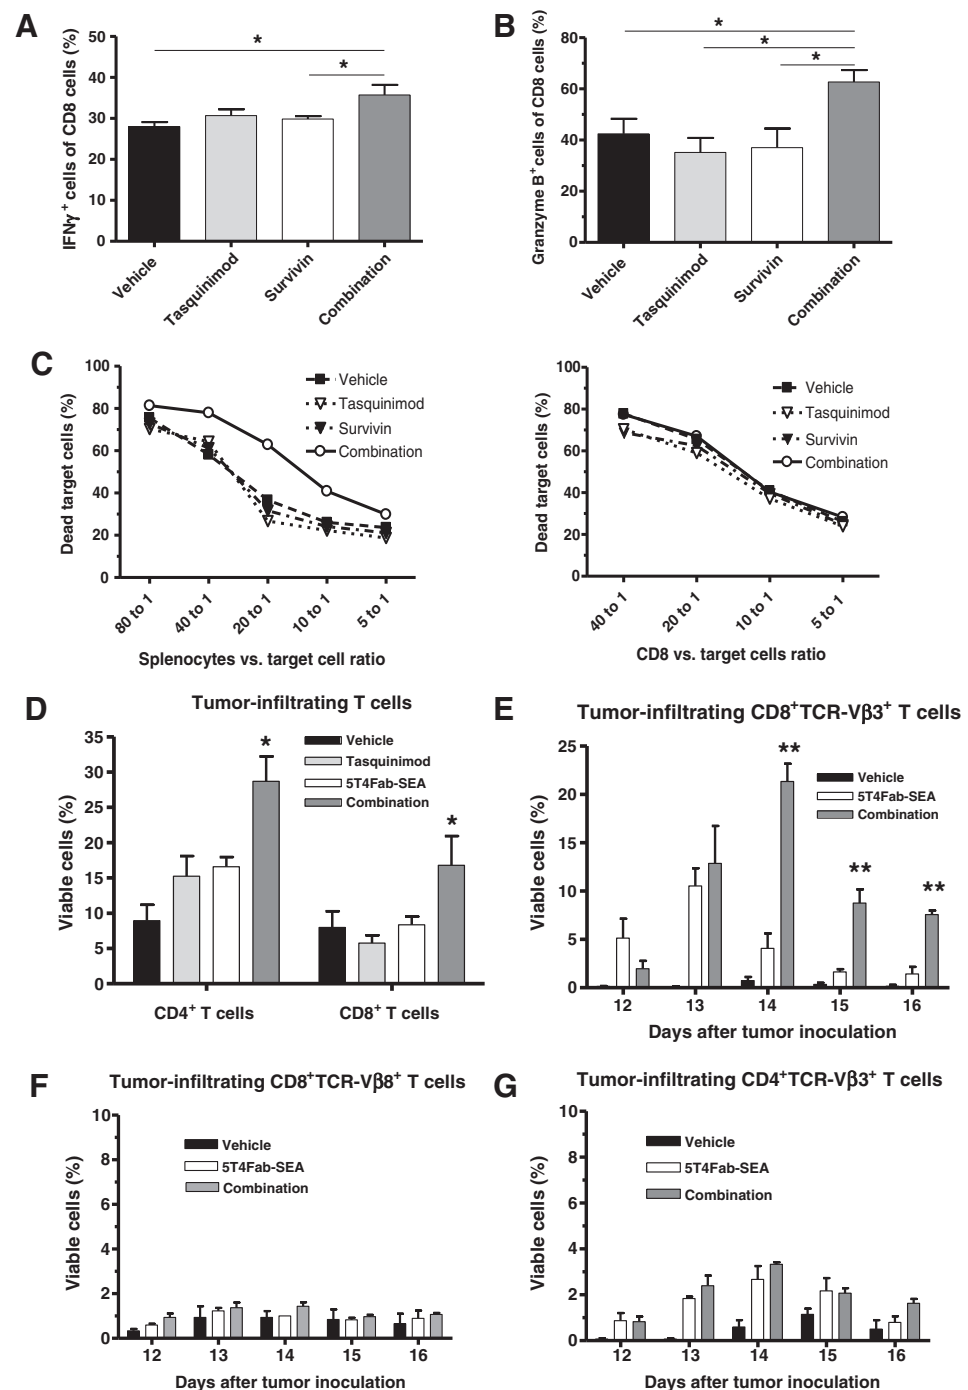 A
IFNγ+ cells of CD8 cells (%)
50
40
30
20
10
0
*
*
Vehicle
Tasquinimod
Survivin
Combination
B
Granzyme B+ cells of CD8 cells (%)
80
60
40
20
0
*
*
*
Vehicle
Tasquinimod
Survivin
Combination
C
Dead target cells (%)
100
80
60
40
20
0
Vehicle
Tasquinimod
Survivin
Combination
80 to 1
40 to 1
20 to 1
10 to 1
5 to 1
Splenocytes vs. target cell ratio
Dead target cells (%)
100
80
60
40
20
0
Vehicle
Tasquinimod
Survivin
Combination
40 to 1
20 to 1
10 to 1
5 to 1
CD8 vs. target cells ratio
D
Tumor-infiltrating T cells
Viable cells (%)
35
30
25
20
15
10
5
0
Vehicle
Tasquinimod
5T4Fab-SEA
Combination
*
*
CD4+ T cells
CD8+ T cells
E
Tumor-infiltrating CD8+TCR-Vβ3+ T cells
Viable cells (%)
25
20
15
10
5
0
Vehicle
5T4Fab-SEA
Combination
**
**
**
12
13
14
15
16
Days after tumor inoculation
F
Tumor-infiltrating CD8+TCR-Vβ8+ T cells
Viable cells (%)
10
8
6
4
2
0
Vehicle
5T4Fab-SEA
Combination
12
13
14
15
16
Days after tumor inoculation
G
Tumor-infiltrating CD4+TCR-Vβ3+ T cells
Viable cells (%)
10
8
6
4
2
0
Vehicle
5T4Fab-SEA
Combination
12
13
14
15
16
Days after tumor inoculation